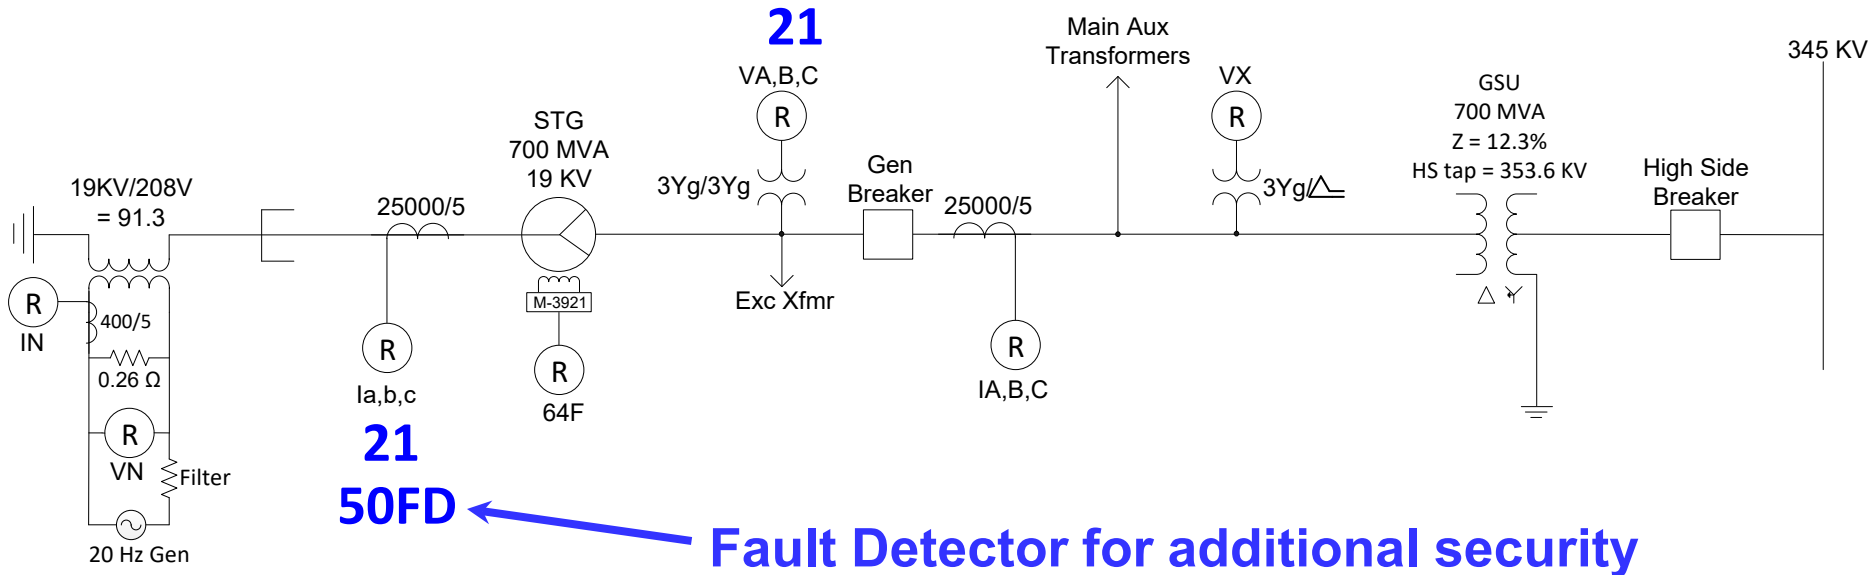 21
VA,B,C
R
Main Aux
Transformers
VX
R
345 KV
GSU
700 MVA
Z = 12.3%
HS tap = 353.6 KV
STG
700 MVA
19 KV
Gen
Breaker
High Side
Breaker
19KV/208V
= 91.3
3Yg/3Yg
3Yg/
25000/5
25000/5
R
IN
400/5
M-3921
Exc Xfmr
0.26 Ω
R
Ia,b,c
R
64F
R
IA,B,C
R
VN
Filter
21
50FD
20 Hz Gen
Fault Detector for additional security